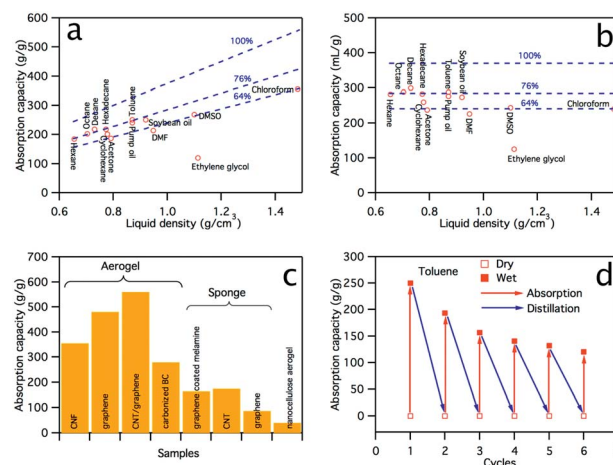 a
Absorption capacity (g/g)
600
500
400
300
200
100
0
100%
76%
64%
Hexane
Octane
Decane
Hexadecane
Cyclohexane
Acetone
Toluene
Pump oil
Soybean oil
DMF
DMSO
Ethylene glycol
Chloroform
0.6
0.8
1.0
1.2
1.4
Liquid density (g/cm³)
b
Absorption capacity (mL/g)
500
400
300
200
100
0
100%
76%
64%
Hexane
Octane
Decane
Hexadecane
Cyclohexane
Acetone
Toluene
Pump oil
Soybean oil
DMF
DMSO
Ethylene glycol
Chloroform
0.6
0.8
1.0
1.2
1.4
Liquid density (g/cm³)
c
Absorption capacity (g/g)
700
600
500
400
300
200
100
0
Aerogel
Sponge
CNF
graphene
CNT/graphene
carbonized BC
graphene coated melamine
CNT
graphene
nanocellulose aerogel
Samples
d
Absorption capacity (g/g)
300
250
200
150
100
50
0
Toluene
Dry
Wet
Absorption
Distillation
0
1
2
3
4
5
6
Cycles